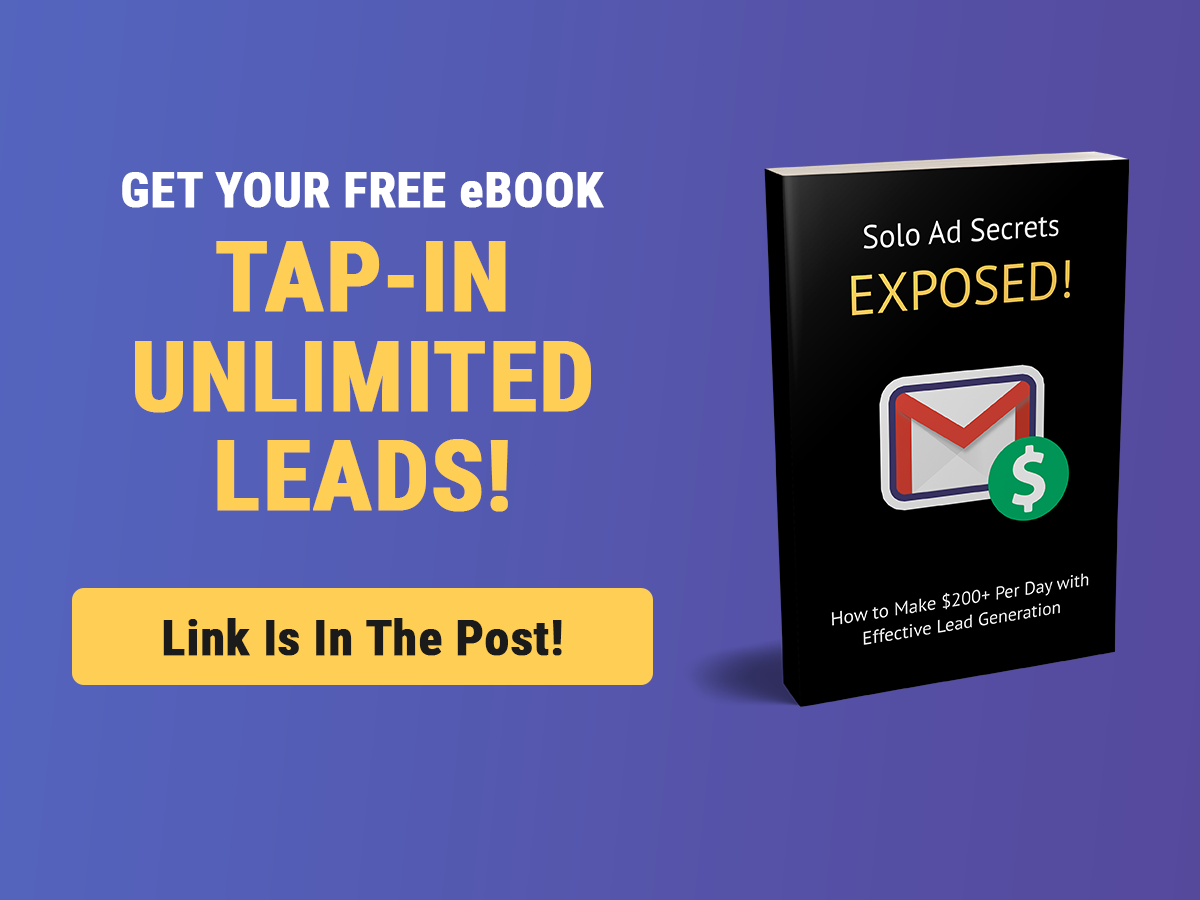 GET YOUR FREE eBOOK
TAP-IN
UNLIMITED
LEADS!
Link Is In The Post!
Solo Ad Secrets
EXPOSED!
$
How to Make $200+ Per Day with
Effective Lead Generation